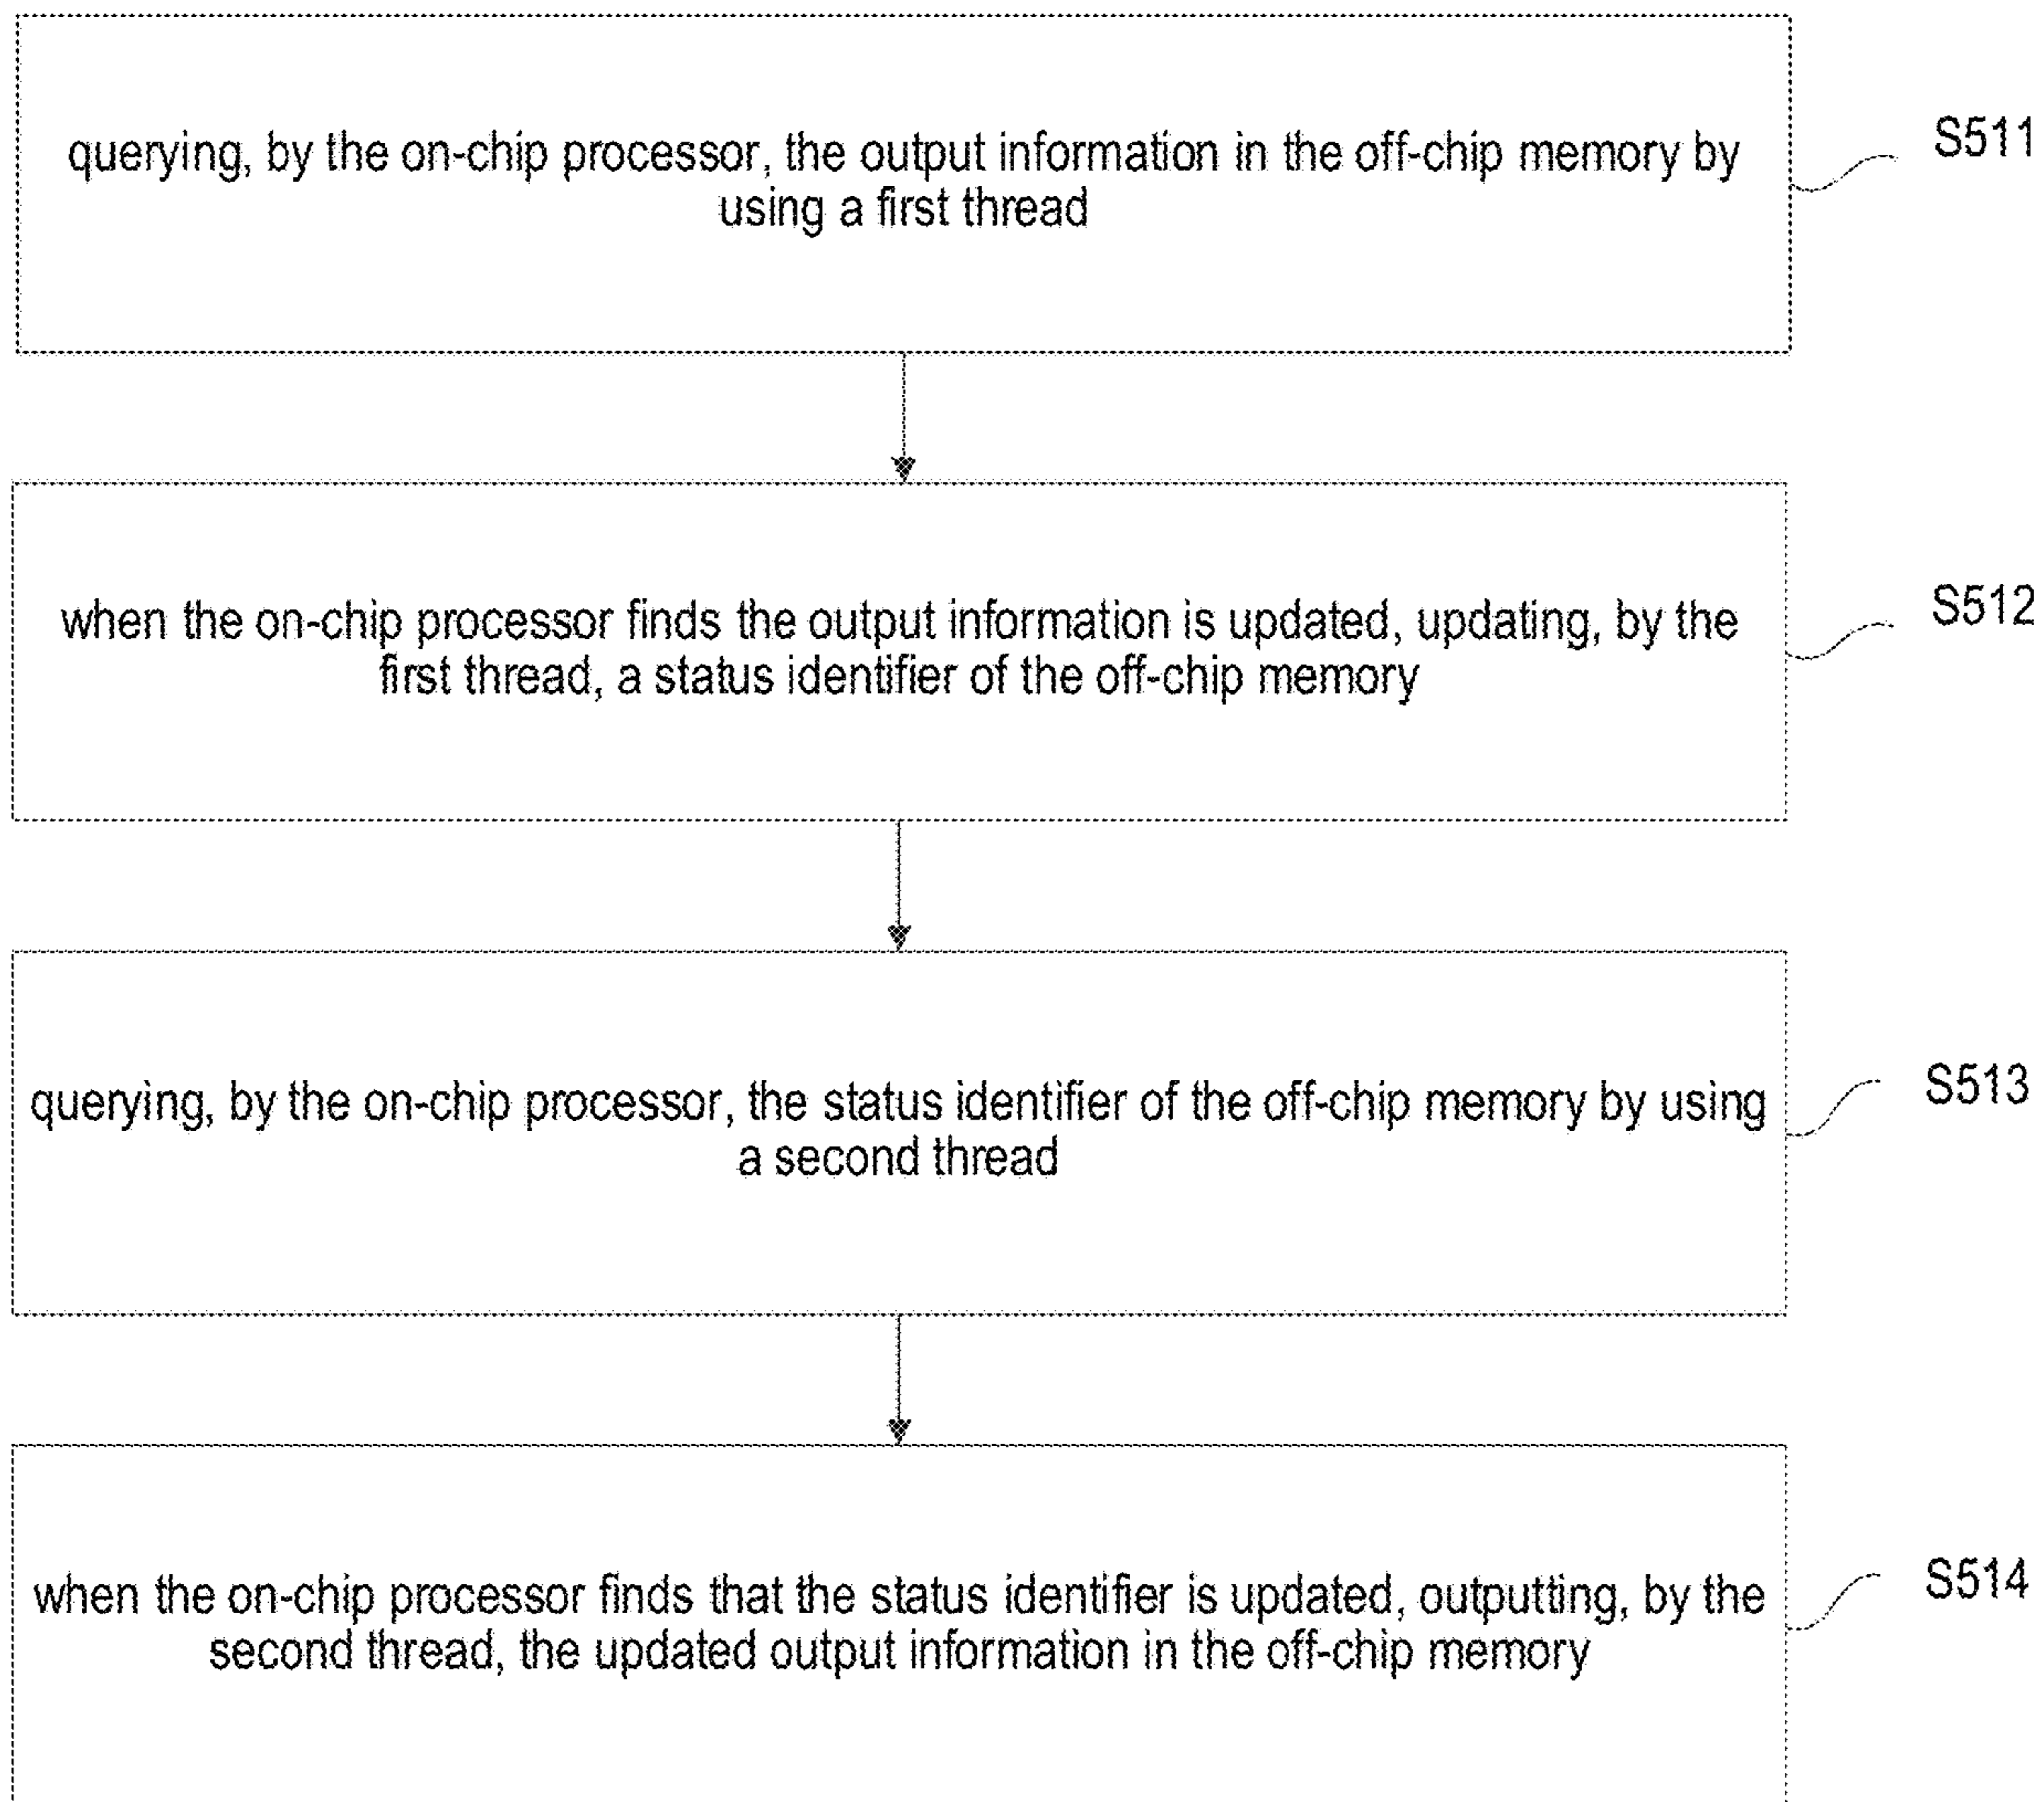 querying, by the on-chip processor, the output information in the off-chip memory by
using a first thread
S511
when the on-chip processor finds the output information is updated, updating, by the
first thread, a status identifier of the off-chip memory
S512
querying, by the on-chip processor, the status identifier of the off-chip memory by using
a second thread
S513
when the on-chip processor finds that the status identifier is updated, outputting, by the
second thread, the updated output information in the off-chip memory
S514